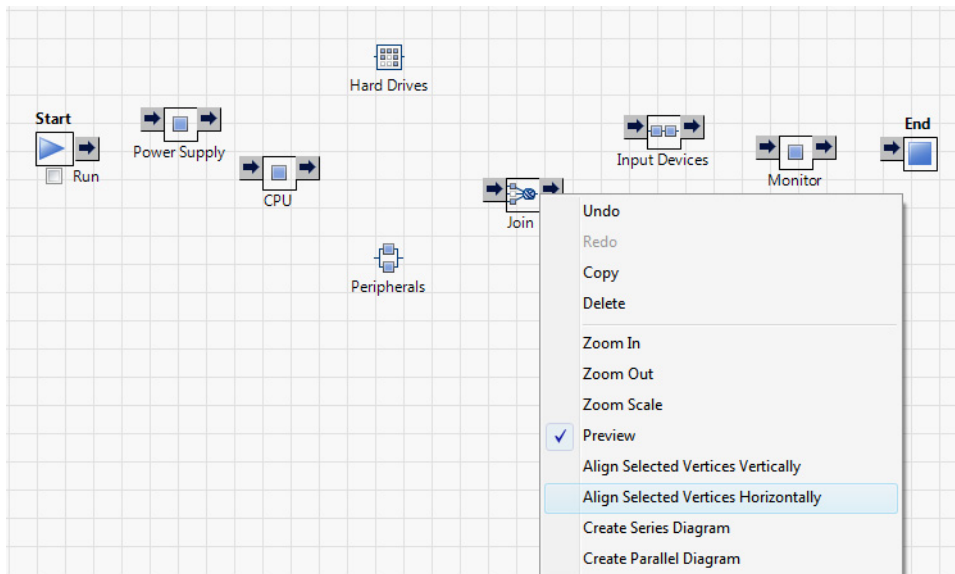 Hard Drives
Start
Run
Power Supply
CPU
Input Devices
Monitor
End
Join
Peripherals
Undo
Redo
Copy
Delete
Zoom In
Zoom Out
Zoom Scale
Preview
Align Selected Vertices Vertically
Align Selected Vertices Horizontally
Create Series Diagram
Create Parallel Diagram